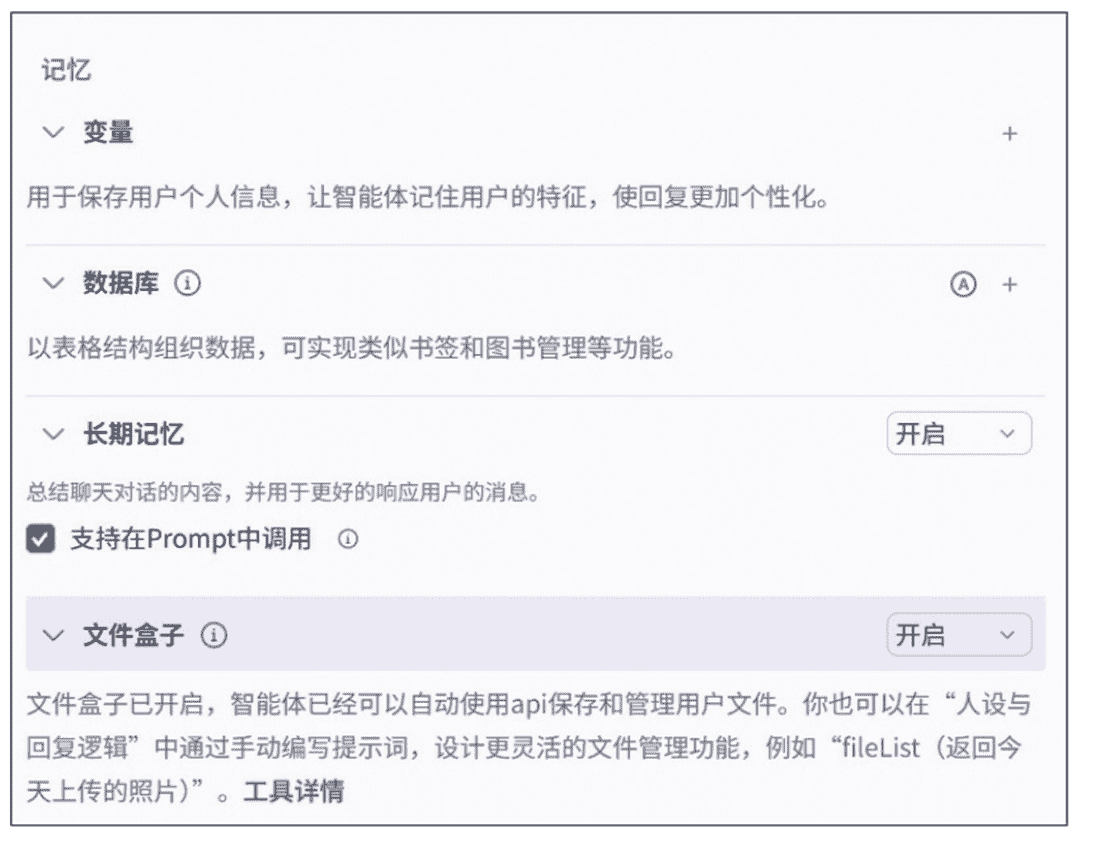 记忆
变量
用于保存用户个人信息，让智能体记住用户的特征，使回复更加个性化。
数据库
以表格结构组织数据，可实现类似书签和图书管理等功能。
长期记忆 开启
总结聊天对话的内容，并用于更好的响应用户的消息。
支持在Prompt中调用
文件盒子 开启
文件盒子已开启，智能体已经可以自动使用api保存和管理用户文件。你也可以在“人设与
回复逻辑”中通过手动编写提示词，设计更灵活的文件管理功能，例如“fileList（返回今
天上传的照片）”。工具详情